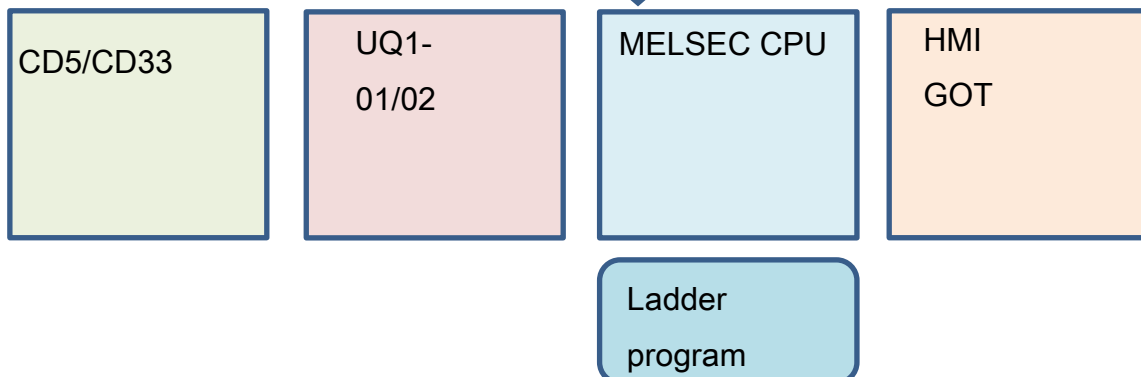 CD5/CD33
UQ1-
01/02
MELSEC CPU
HMI
GOT
Ladder
program